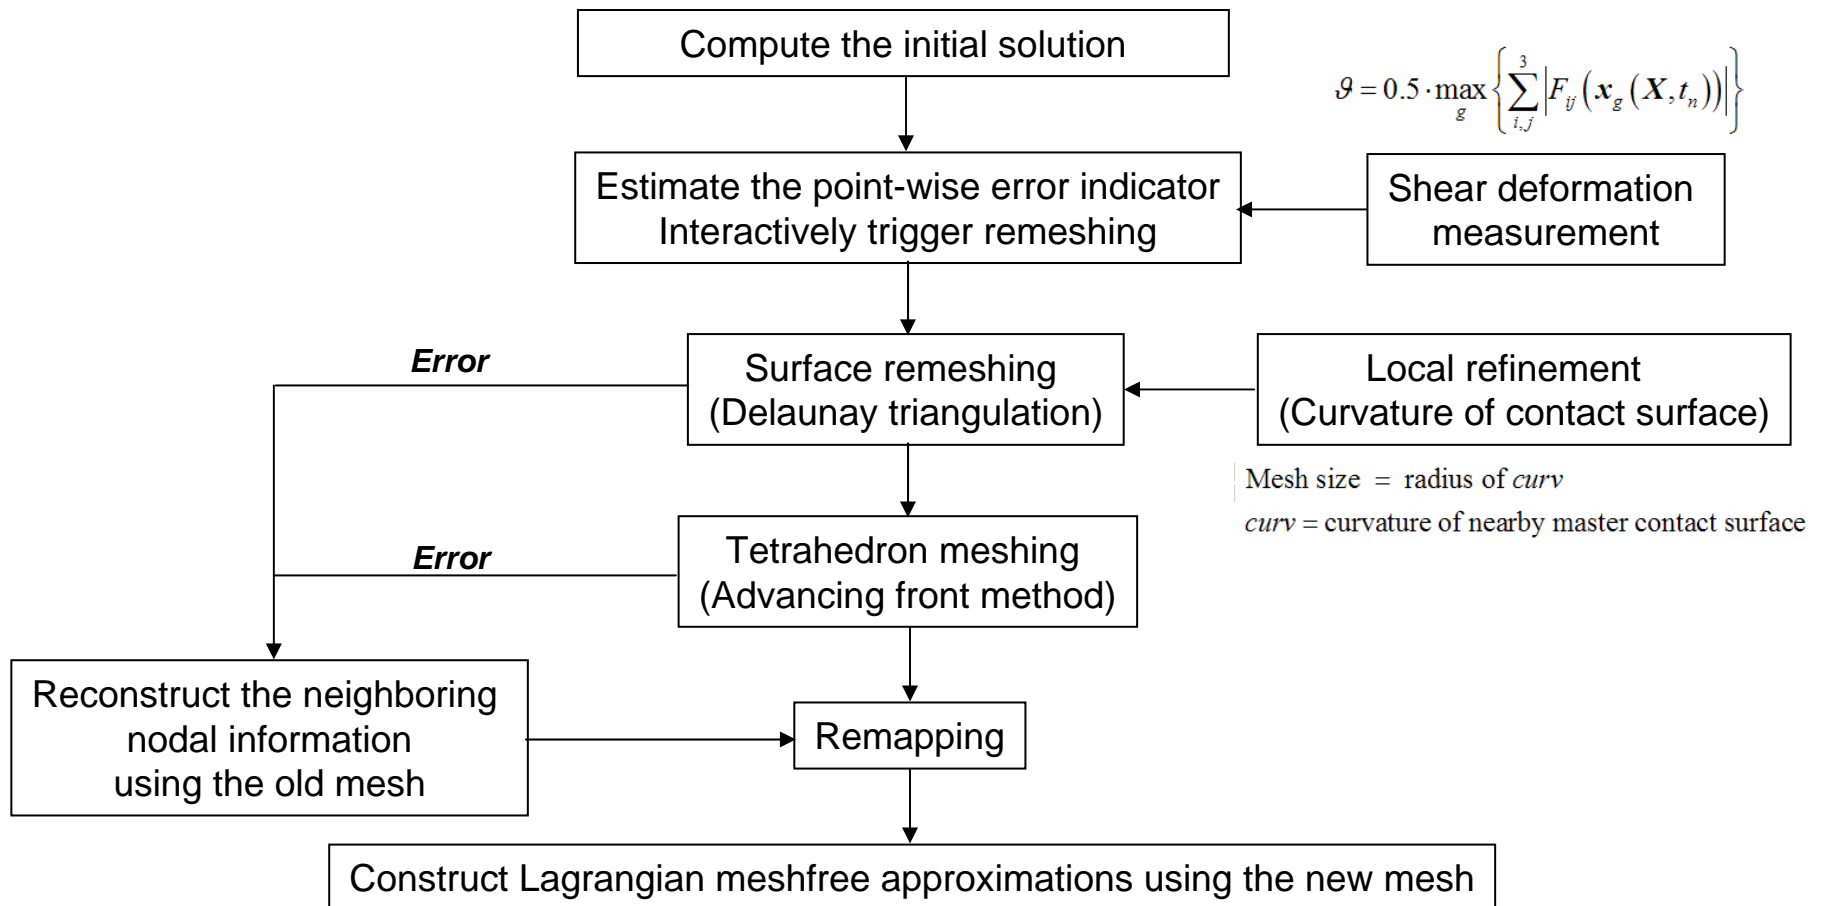 Compute the initial solution
ϑ = 0.5 · max_g { ∑_{i,j}^{3} | F_{ij} ( x_g ( X, t_n ) ) | }
Estimate the point-wise error indicator
Interactively trigger remeshing
Shear deformation
measurement
Error
Surface remeshing
(Delaunay triangulation)
Local refinement
(Curvature of contact surface)
Mesh size = radius of curv
curv = curvature of nearby master contact surface
Error
Tetrahedron meshing
(Advancing front method)
Reconstruct the neighboring
nodal information
using the old mesh
Remapping
Construct Lagrangian meshfree approximations using the new mesh